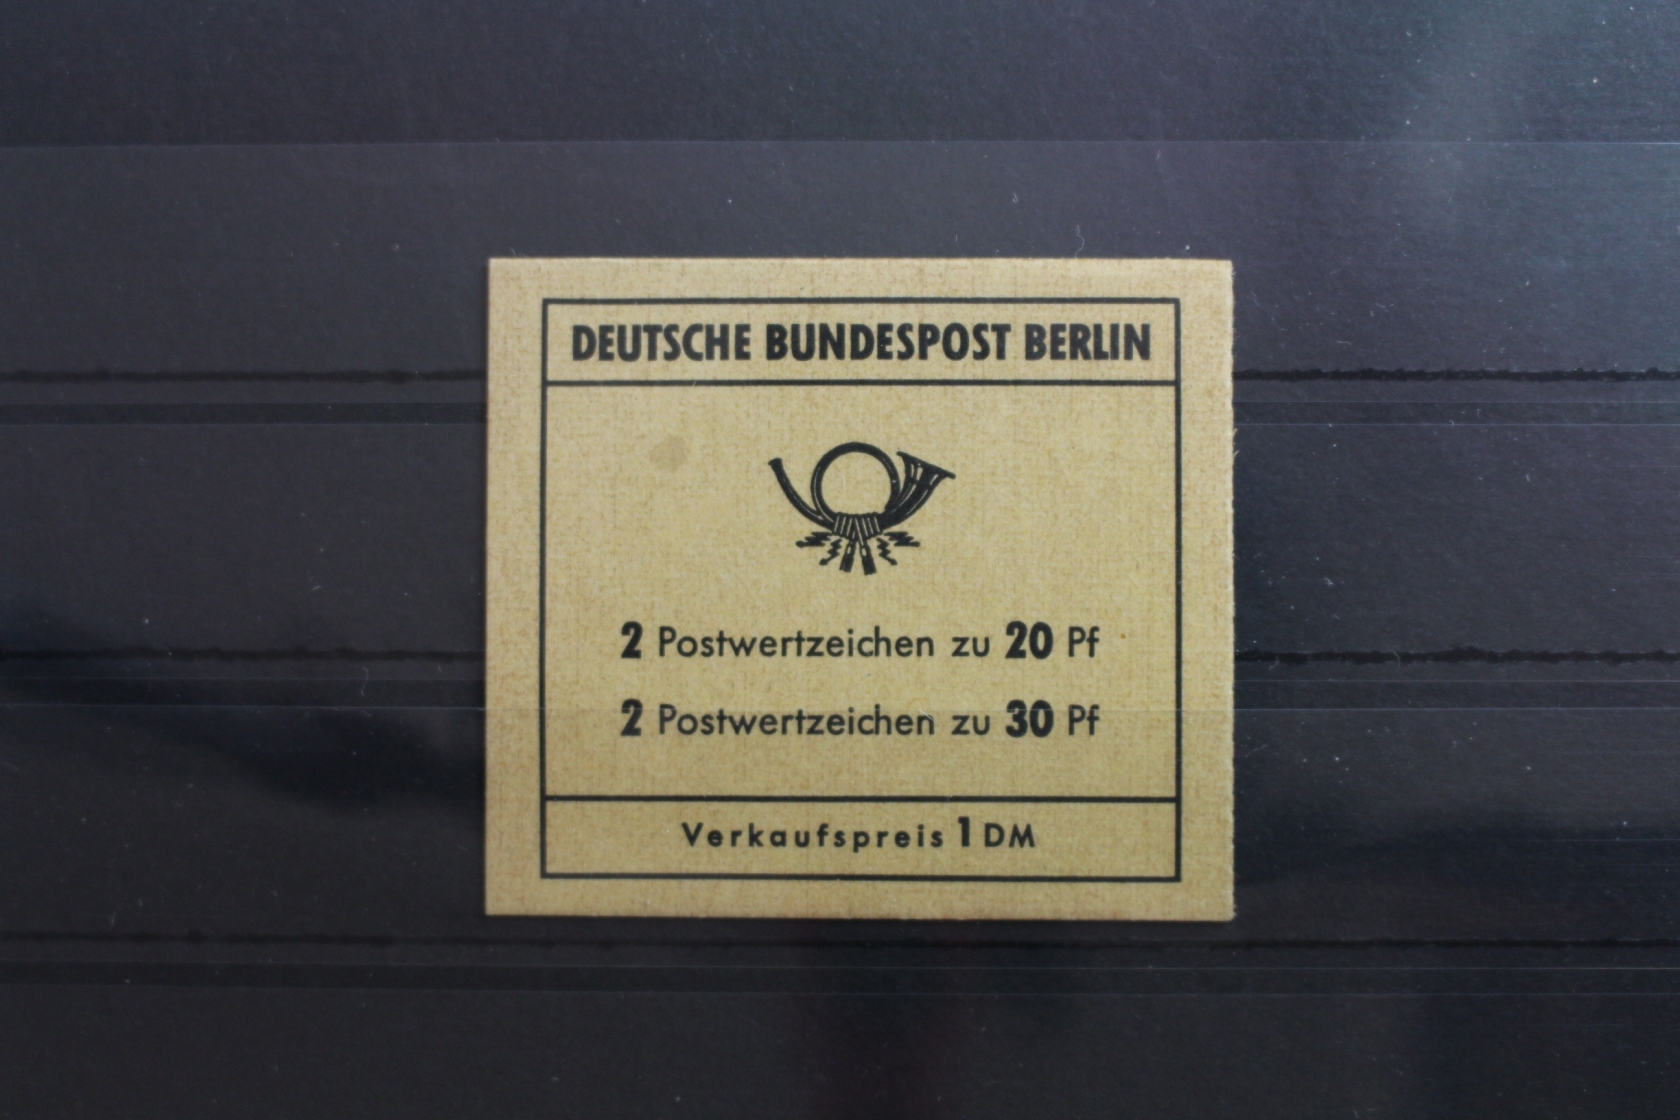 DEUTSCHE BUNDESPOST BERLIN
2 Postwertzeichen zu 20 Pf
2 Postwertzeichen zu 30 Pf
Verkaufspreis 1 DM